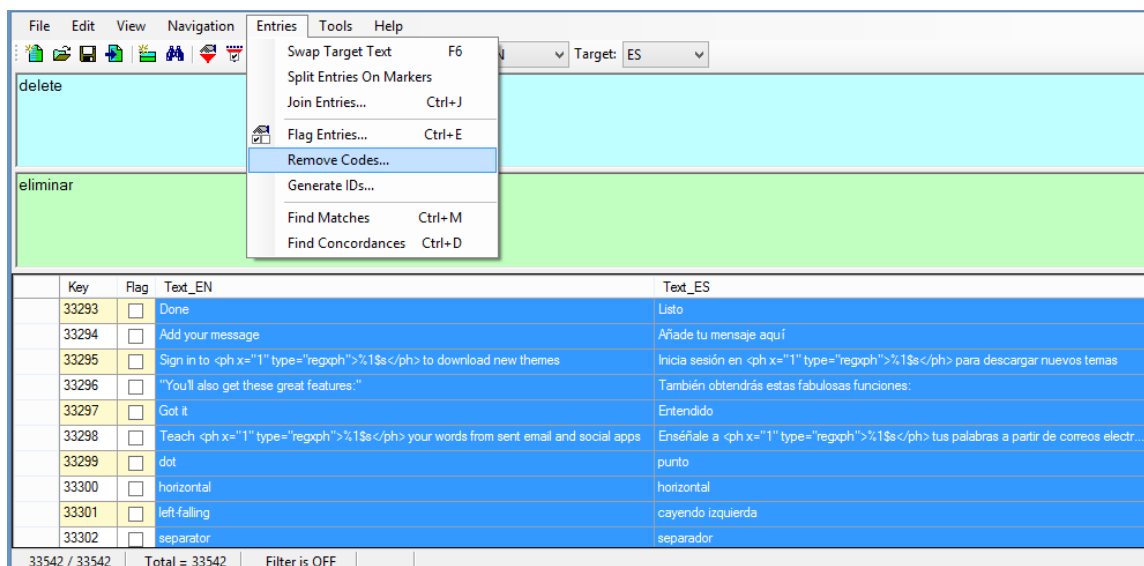 File Edit View Navigation Entries Tools Help
Target: ES
delete
Swap Target Text F6
Split Entries On Markers
Join Entries... Ctrl+J
Flag Entries... Ctrl+E
Remove Codes...
Generate IDs...
Find Matches Ctrl+M
Find Concordances Ctrl+D
eliminar
Key Flag Text_EN Text_ES
33293 Done Listo
33294 Add your message Añade tu mensaje aquí
33295 Sign in to <ph x="1" type="regxph">%1$s</ph> to download new themes Inicia sesión en <ph x="1" type="regxph">%1$s</ph> para descargar nuevos temas
33296 "You'll also get these great features:" También obtendrás estas fabulosas funciones:
33297 Got it Entendido
33298 Teach <ph x="1" type="regxph">%1$s</ph> your words from sent email and social apps Enséñale a <ph x="1" type="regxph">%1$s</ph> tus palabras a partir de correos electr...
33299 dot punto
33300 horizontal horizontal
33301 left-falling cayendo izquierda
33302 separator separador
33542 / 33542 Total = 33542 Filter is OFF